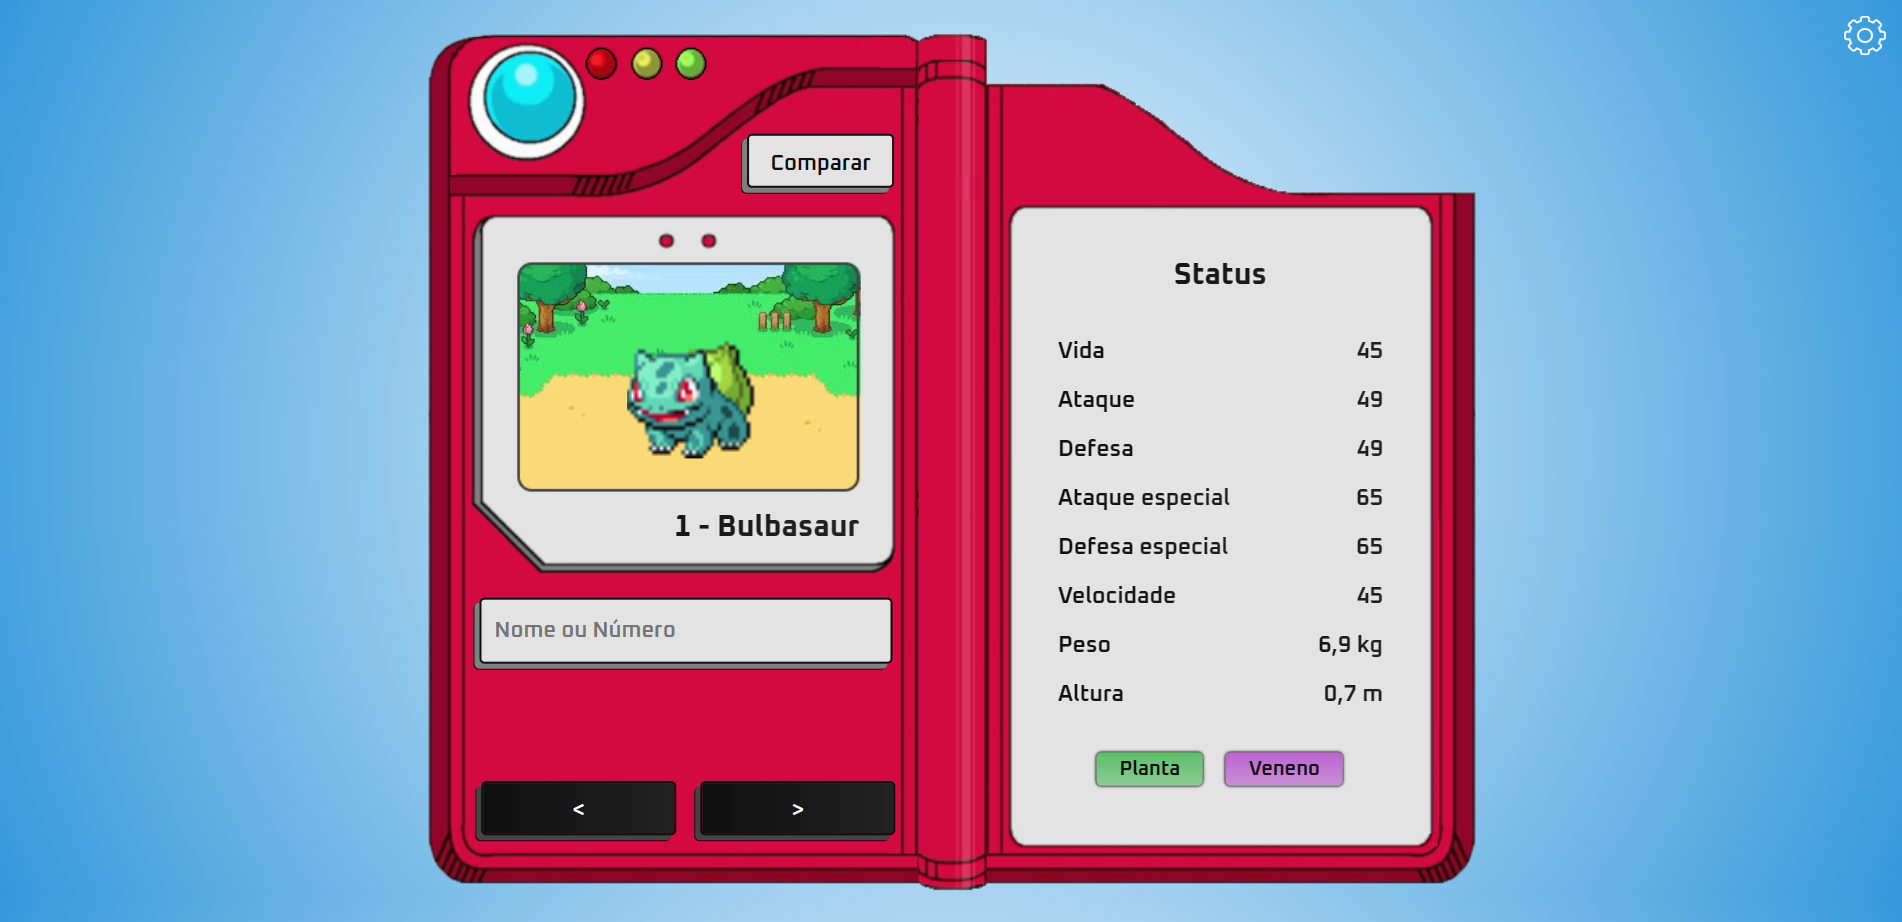 Comparar
1 - Bulbasaur
Nome ou Número
<
>
Status
Vida 45
Ataque 49
Defesa 49
Ataque especial 65
Defesa especial 65
Velocidade 45
Peso 6,9 kg
Altura 0,7 m
Planta Veneno